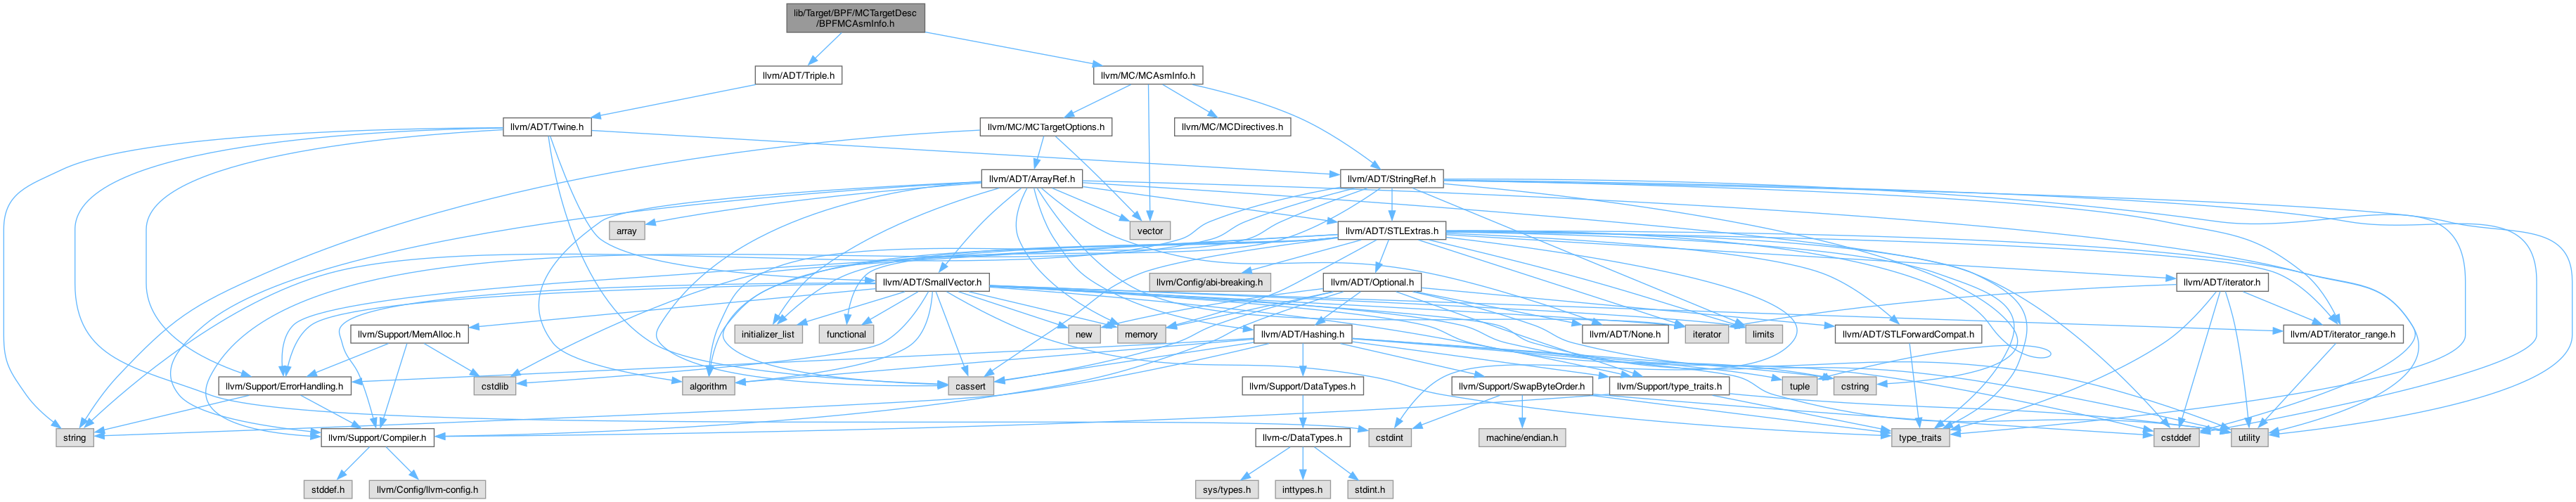 lib/Target/BPF/MCTargetDesc
/BPFMCAsmInfo.h
llvm/ADT/Triple.h
llvm/MC/MCAsmInfo.h
llvm/ADT/Twine.h
llvm/MC/MCTargetOptions.h
llvm/MC/MCDirectives.h
llvm/ADT/ArrayRef.h
llvm/ADT/StringRef.h
array
vector
llvm/ADT/STLExtras.h
llvm/ADT/SmallVector.h
llvm/Config/abi-breaking.h
llvm/ADT/Optional.h
llvm/ADT/iterator.h
llvm/Support/MemAlloc.h
initializer_list
functional
new
memory
llvm/ADT/Hashing.h
llvm/ADT/None.h
iterator
limits
llvm/ADT/STLForwardCompat.h
llvm/ADT/iterator_range.h
llvm/Support/ErrorHandling.h
cstdlib
algorithm
cassert
llvm/Support/DataTypes.h
llvm/Support/SwapByteOrder.h
llvm/Support/type_traits.h
tuple
cstring
string
llvm/Support/Compiler.h
llvm-c/DataTypes.h
cstdint
machine/endian.h
type_traits
cstddef
utility
stddef.h
llvm/Config/llvm-config.h
sys/types.h
inttypes.h
stdint.h